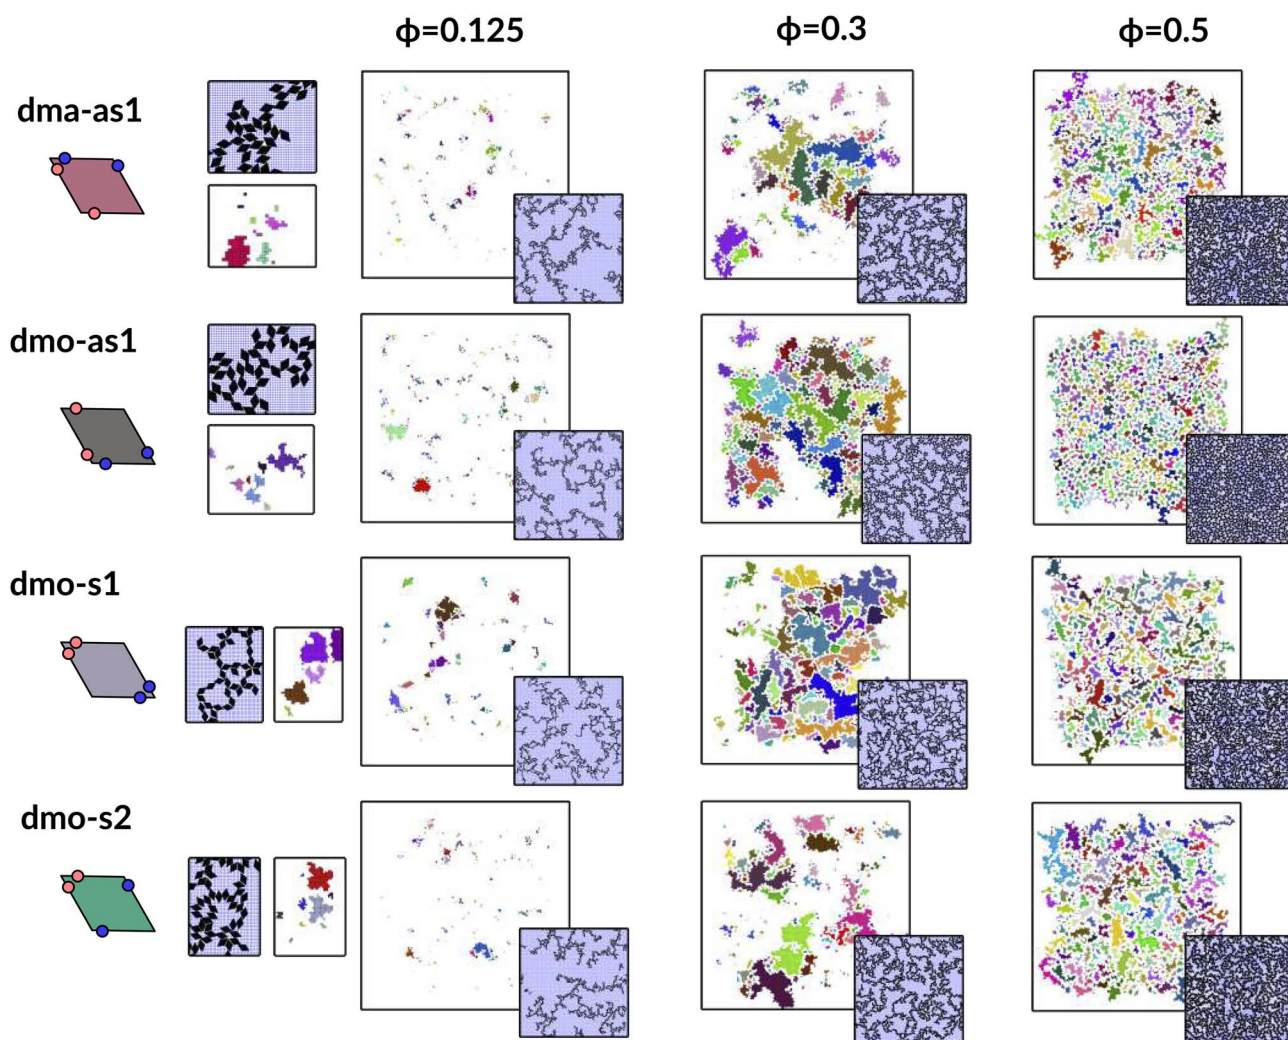 ϕ=0.125 ϕ=0.3 ϕ=0.5
dma-as1
dmo-as1
dmo-s1
dmo-s2